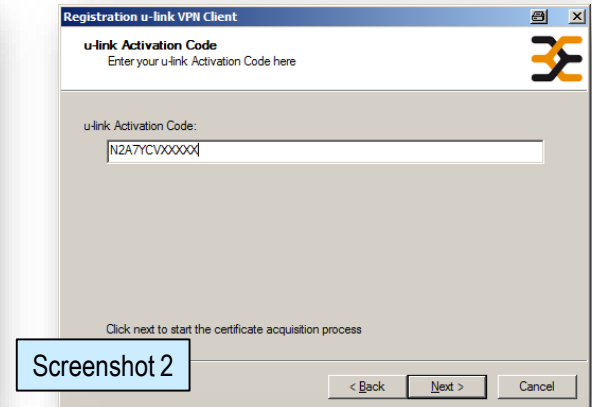 Registration u-link VPN Client
u-link Activation Code
Enter your u-link Activation Code here
u-link Activation Code:
N2A7YCVXXXXX
Click next to start the certificate acquisition process
Screenshot 2
< Back
Next >
Cancel